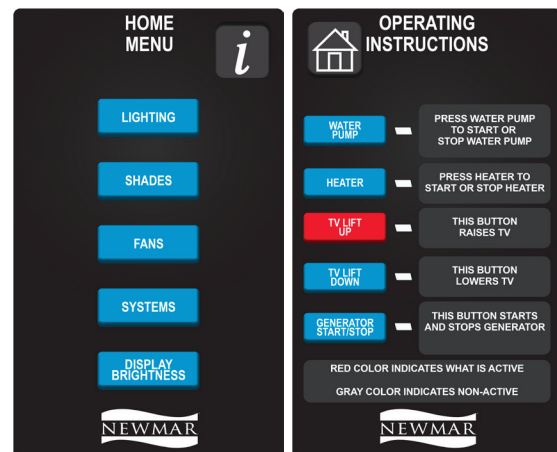 HOME
MENU
i
LIGHTING
SHADES
FANS
SYSTEMS
DISPLAY
BRIGHTNESS
NEWMAR
OPERATING
INSTRUCTIONS
WATER
PUMP
PRESS WATER PUMP
TO START OR
STOP WATER PUMP
HEATER
PRESS HEATER TO
START OR STOP HEATER
TV LIFT
UP
THIS BUTTON
RAISES TV
TV LIFT
DOWN
THIS BUTTON
LOWERS TV
GENERATOR
START/STOP
THIS BUTTON STARTS
AND STOPS GENERATOR
RED COLOR INDICATES WHAT IS ACTIVE
GRAY COLOR INDICATES NON-ACTIVE
NEWMAR